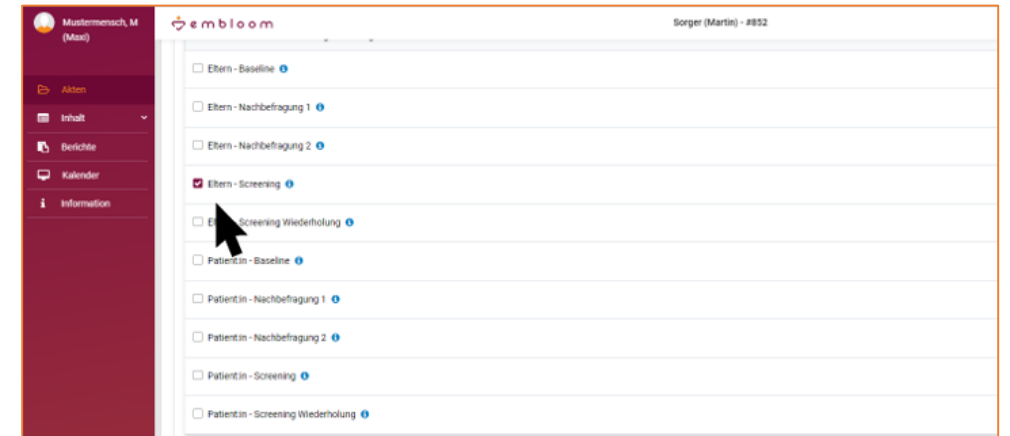 Mustermensch, M
(Maxi)
embloom
Sorger (Martin) - #852
Akten
Inhalt
Berichte
Kalender
Information
Eltern - Baseline
Eltern - Nachbefragung 1
Eltern - Nachbefragung 2
Eltern - Screening
Screening Wiederholung
Patient:in - Baseline
Patient:in - Nachbefragung 1
Patient:in - Nachbefragung 2
Patient:in - Screening
Patient:in - Screening Wiederholung